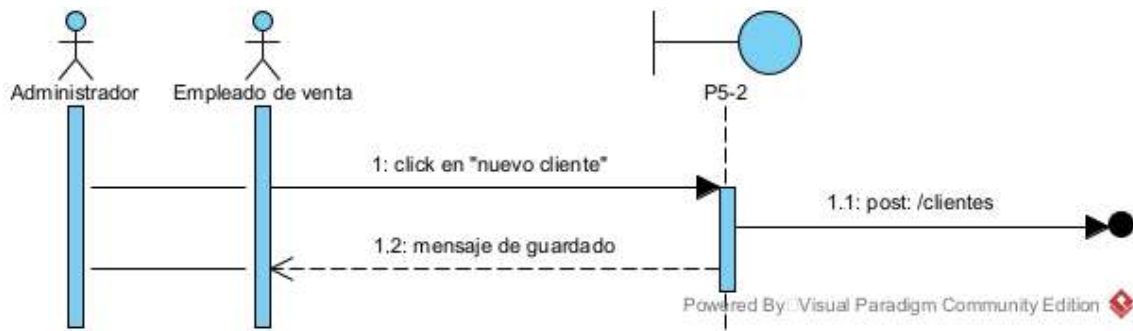 Administrador
Empleado de venta
P5-2
1: click en "nuevo cliente"
1.1: post: /clientes
1.2: mensaje de guardado
Powered By: Visual Paradigm Community Edition